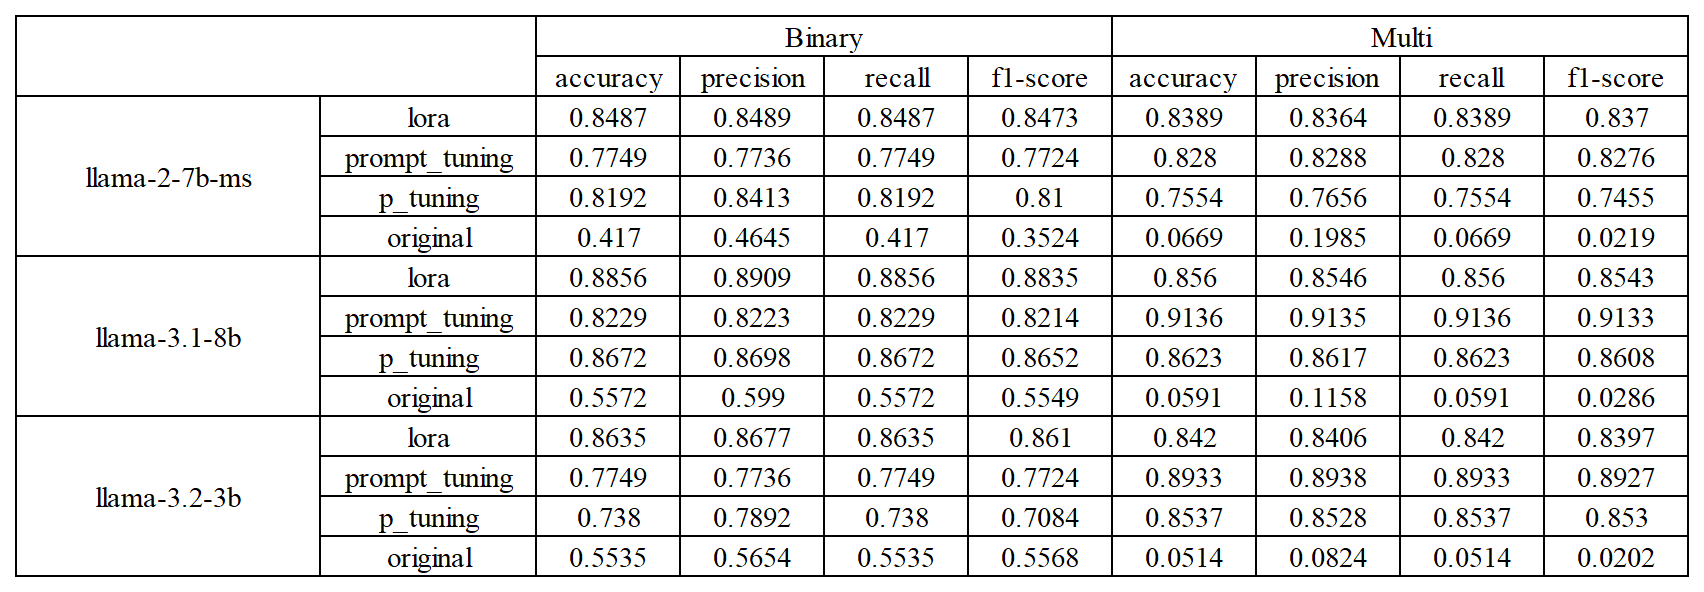 Binary Multi
accuracy precision recall f1-score accuracy precision recall f1-score
llama-2-7b-ms
lora 0.8487 0.8489 0.8487 0.8473 0.8389 0.8364 0.8389 0.837
prompt_tuning 0.7749 0.7736 0.7749 0.7724 0.828 0.8288 0.828 0.8276
p_tuning 0.8192 0.8413 0.8192 0.81 0.7554 0.7656 0.7554 0.7455
original 0.417 0.4645 0.417 0.3524 0.0669 0.1985 0.0669 0.0219
llama-3.1-8b
lora 0.8856 0.8909 0.8856 0.8835 0.856 0.8546 0.856 0.8543
prompt_tuning 0.8229 0.8223 0.8229 0.8214 0.9136 0.9135 0.9136 0.9133
p_tuning 0.8672 0.8698 0.8672 0.8652 0.8623 0.8617 0.8623 0.8608
original 0.5572 0.599 0.5572 0.5549 0.0591 0.1158 0.0591 0.0286
llama-3.2-3b
lora 0.8635 0.8677 0.8635 0.861 0.842 0.8406 0.842 0.8397
prompt_tuning 0.7749 0.7736 0.7749 0.7724 0.8933 0.8938 0.8933 0.8927
p_tuning 0.738 0.7892 0.738 0.7084 0.8537 0.8528 0.8537 0.853
original 0.5535 0.5654 0.5535 0.5568 0.0514 0.0824 0.0514 0.0202